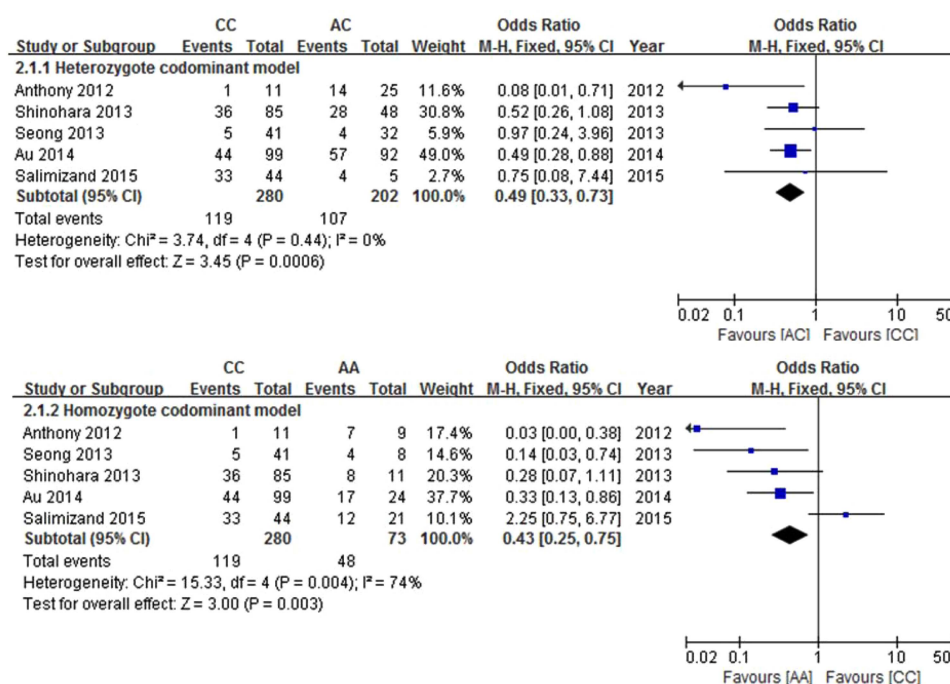 CC AC Odds Ratio Odds Ratio
Study or Subgroup Events Total Events Total Weight M-H, Fixed, 95% CI Year M-H, Fixed, 95% CI
2.1.1 Heterozygote codominant model
Anthony 2012 1 11 14 25 11.6% 0.08 [0.01, 0.71] 2012
Shinohara 2013 36 85 28 48 30.8% 0.52 [0.26, 1.08] 2013
Seong 2013 5 41 4 32 5.9% 0.97 [0.24, 3.96] 2013
Au 2014 44 99 57 92 49.0% 0.49 [0.28, 0.88] 2014
Salimizand 2015 33 44 4 5 2.7% 0.75 [0.08, 7.44] 2015
Subtotal (95% CI) 280 202 100.0% 0.49 [0.33, 0.73]
Total events 119 107
Heterogeneity: Chi² = 3.74, df = 4 (P = 0.44); I² = 0%
Test for overall effect: Z = 3.45 (P = 0.0006)
0.02 0.1 1 10 50
Favours [AC] Favours [CC]
CC AA Odds Ratio Odds Ratio
Study or Subgroup Events Total Events Total Weight M-H, Fixed, 95% CI Year M-H, Fixed, 95% CI
2.1.2 Homozygote codominant model
Anthony 2012 1 11 7 9 17.4% 0.03 [0.00, 0.38] 2012
Seong 2013 5 41 4 8 14.6% 0.14 [0.03, 0.74] 2013
Shinohara 2013 36 85 8 11 20.3% 0.28 [0.07, 1.11] 2013
Au 2014 44 99 17 24 37.7% 0.33 [0.13, 0.86] 2014
Salimizand 2015 33 44 12 21 10.1% 2.25 [0.75, 6.77] 2015
Subtotal (95% CI) 280 73 100.0% 0.43 [0.25, 0.75]
Total events 119 48
Heterogeneity: Chi² = 15.33, df = 4 (P = 0.004); I² = 74%
Test for overall effect: Z = 3.00 (P = 0.003)
0.02 0.1 1 10 50
Favours [AA] Favours [CC]